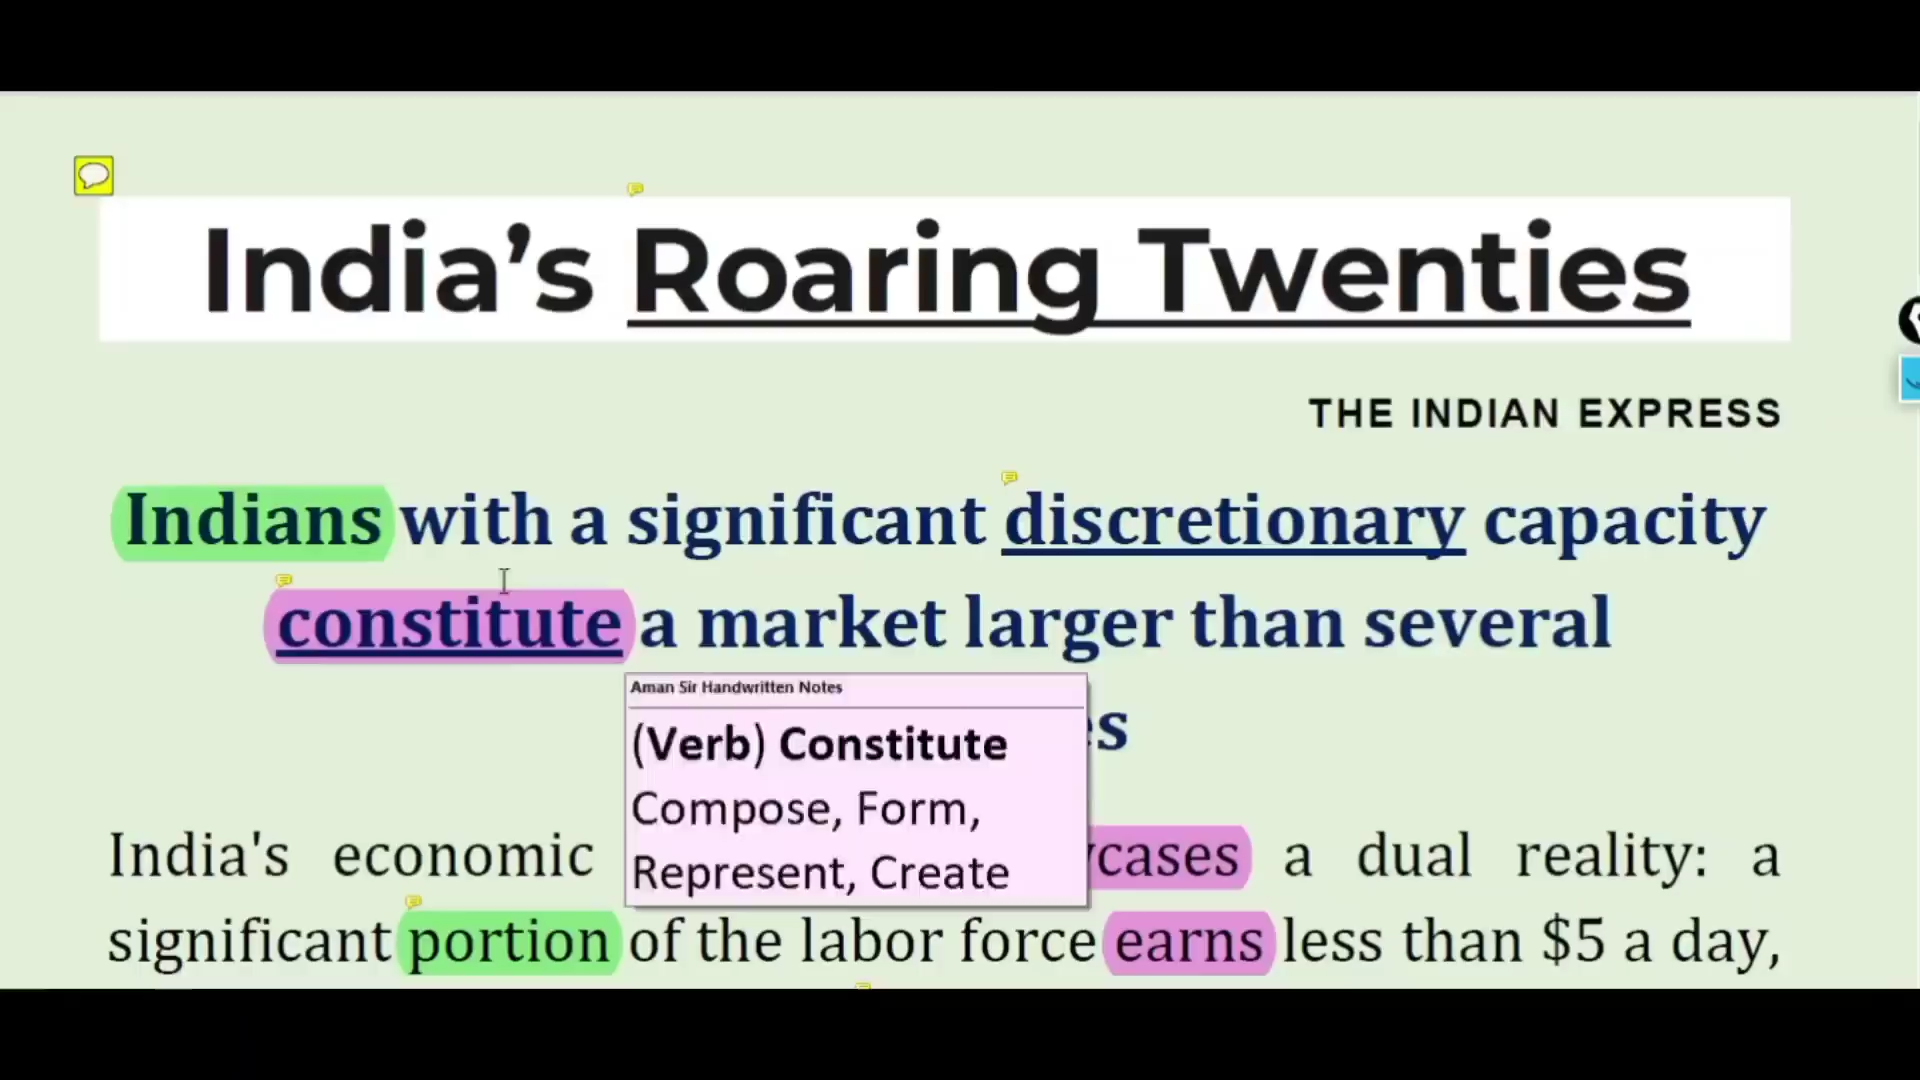 India’s Roaring Twenties
THE INDIAN EXPRESS
Indians with a significant discretionary capacity
constitute a market larger than several
Aman Sir Handwritten Notes
(Verb) Constitute
Compose, Form,
Represent, Create
India's economic a dual reality: a
significant portion of the labor force earns less than $5 a day,